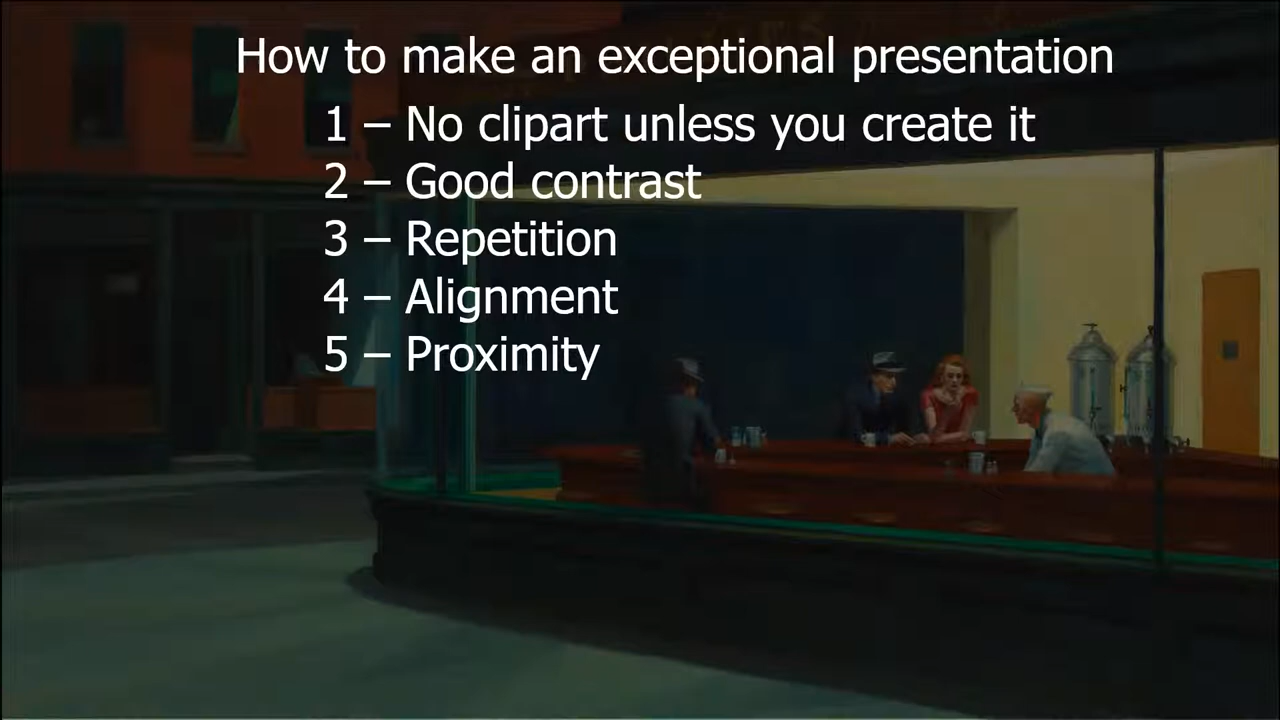 How to make an exceptional presentation
1 – No clipart unless you create it
2 – Good contrast
3 – Repetition
4 – Alignment
5 – Proximity